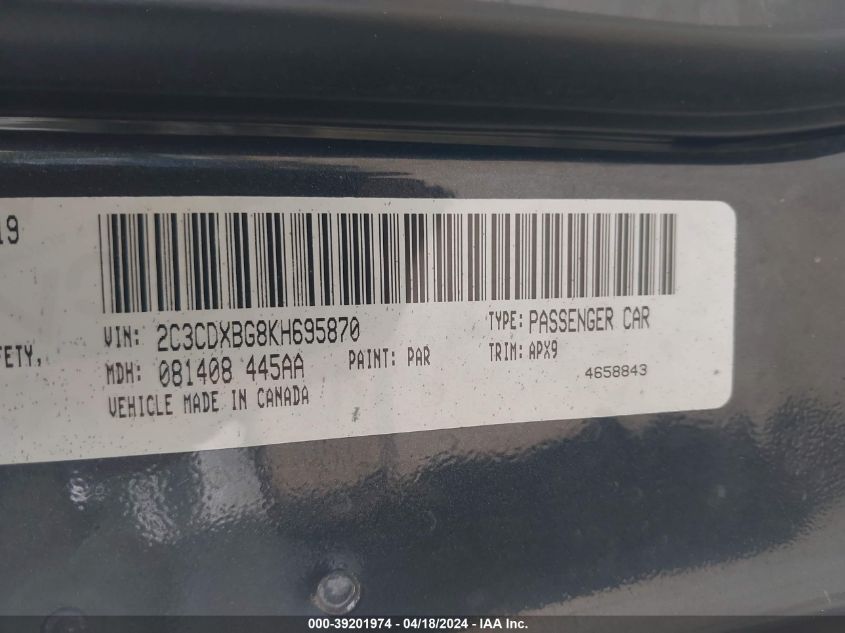 19
FETY,
VIN: 2C3CDXBG8KH695870
TYPE: PASSENGER CAR
MDH: 081408 445AA
PAINT: PAR
TRIM: APX9
VEHICLE MADE IN CANADA
4658843
000-39201974 - 04/18/2024 - IAA Inc.